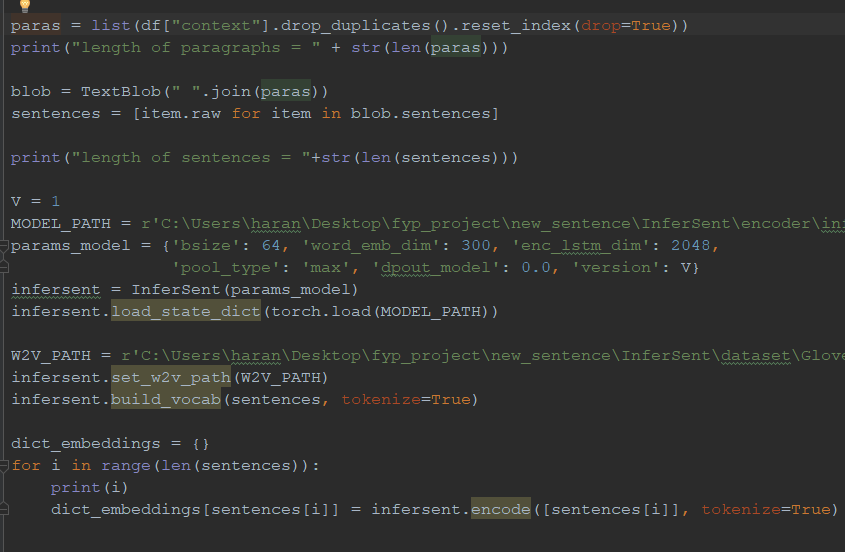 paras = list(df["context"].drop_duplicates().reset_index(drop=True))
print("length of paragraphs = " + str(len(paras)))
blob = TextBlob(" ".join(paras))
sentences = [item.raw for item in blob.sentences]
print("length of sentences = "+str(len(sentences)))
V = 1
MODEL_PATH = r'C:\Users\haran\Desktop\fyp_project\new_sentence\InferSent\encoder\in
params_model = {'bsize': 64, 'word_emb_dim': 300, 'enc_lstm_dim': 2048,
'pool_type': 'max', 'dpout_model': 0.0, 'version': V}
infersent = InferSent(params_model)
infersent.load_state_dict(torch.load(MODEL_PATH))
W2V_PATH = r'C:\Users\haran\Desktop\fyp_project\new_sentence\InferSent\dataset\Glove
infersent.set_w2v_path(W2V_PATH)
infersent.build_vocab(sentences, tokenize=True)
dict_embeddings = {}
for i in range(len(sentences)):
print(i)
dict_embeddings[sentences[i]] = infersent.encode([sentences[i]], tokenize=True)